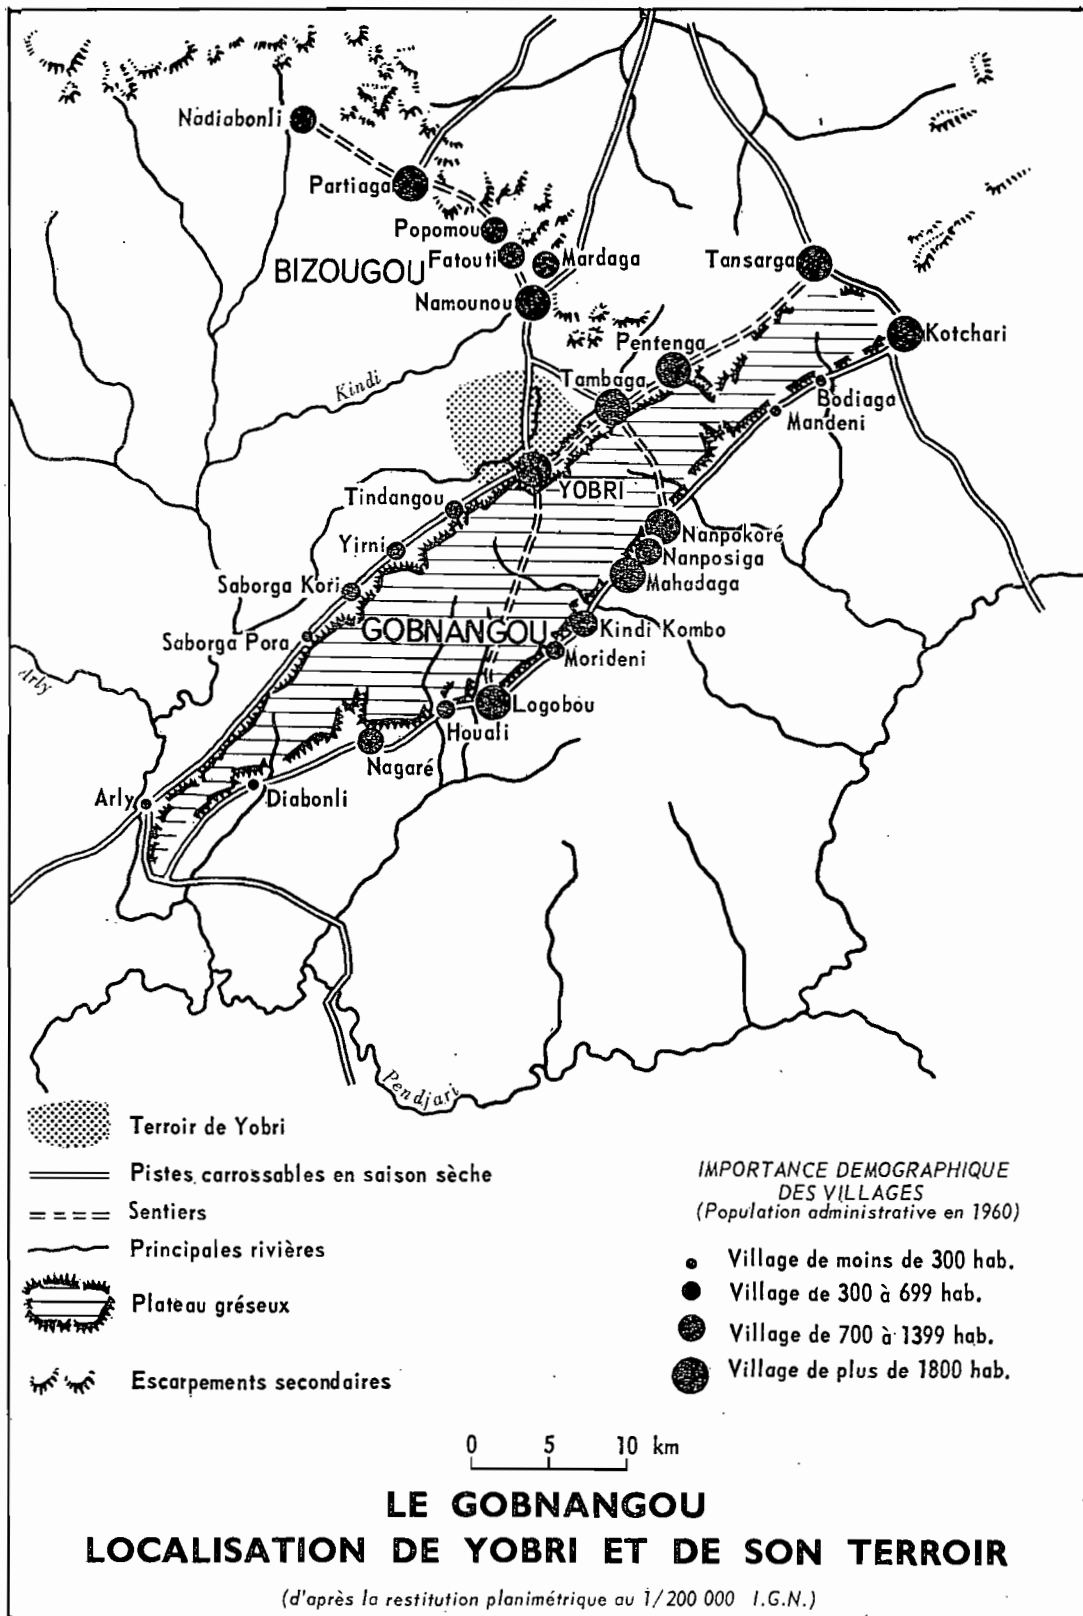 Nadiabonli
Partiaga
Popomou
BIZOUGOU
Fatouti
Mardaga
Tansarga
Namounou
Kotchari
Pentenga
Kindi
Tambaga
Bodiaga
Mandeni
YOBRI
Tindangou
Nanpokoré
Yirni
Nanposiga
Mahadaga
Saborga Kori
GOBNANGOU
Kindi Kombo
Saborga Pora
Morideni
Arly
Logobou
Houali
Nagaré
Arly
Diabonli
Pendjari
Terroir de Yobri
Pistes carrossables en saison sèche
Sentiers
Principales rivières
Plateau gréseux
Escarpements secondaires
IMPORTANCE DEMOGRAPHIQUE
DES VILLAGES
(Population administrative en 1960)
Village de moins de 300 hab.
Village de 300 à 699 hab.
Village de 700 à 1399 hab.
Village de plus de 1800 hab.
0 5 10 km
LE GOBNANGOU
LOCALISATION DE YOBRI ET DE SON TERROIR
(d'après la restitution planimétrique au 1/200 000 I.G.N.)